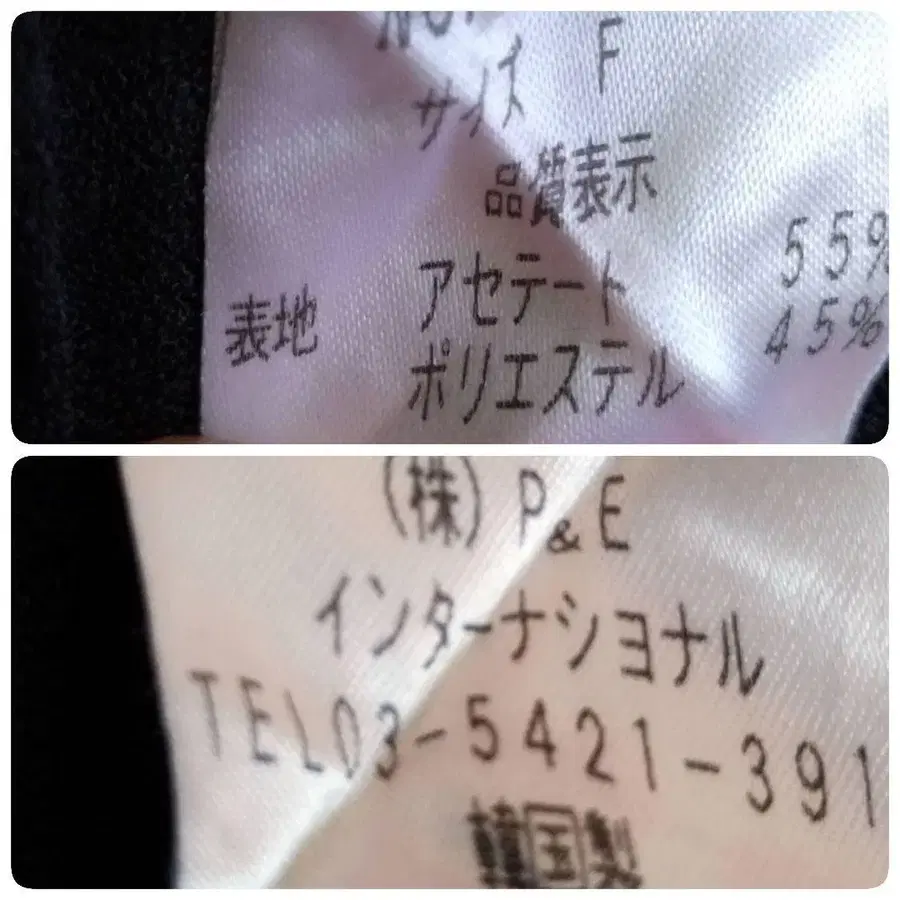 サイズ F
品質表示
表地 アセテート 55%
ポリエステル 45%
(株) P&E
インターナショナル
TEL03-5421-391
韓国製